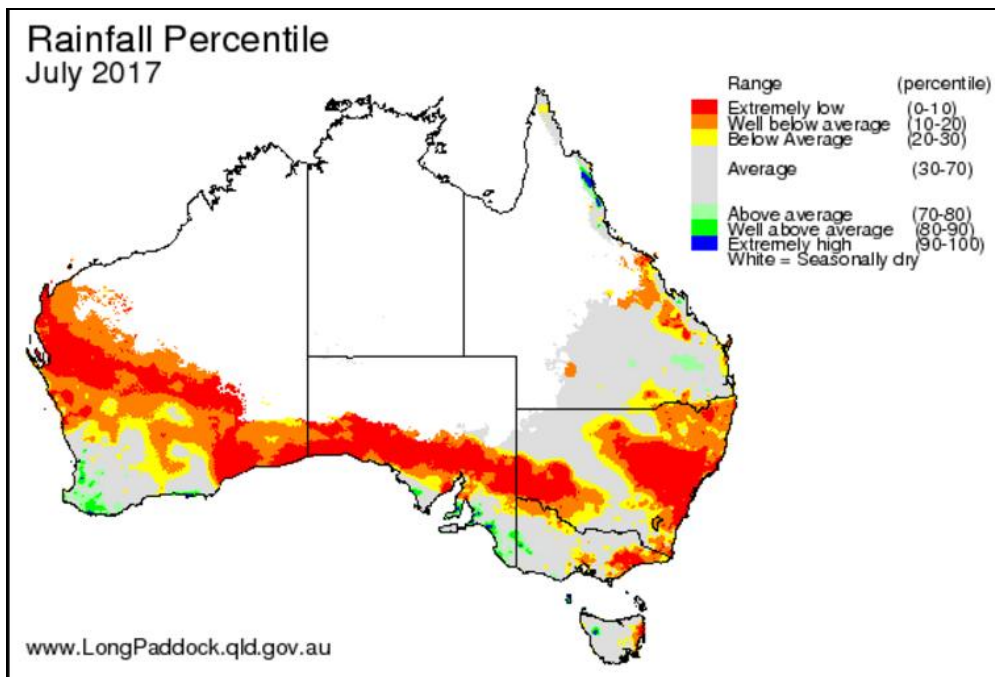 Rainfall Percentile
July 2017
Range (percentile)
Extremely low (0-10)
Well below average (10-20)
Below Average (20-30)
Average (30-70)
Above average (70-80)
Well above average (80-90)
Extremely high (90-100)
White = Seasonally dry
www.LongPaddock.qld.gov.au